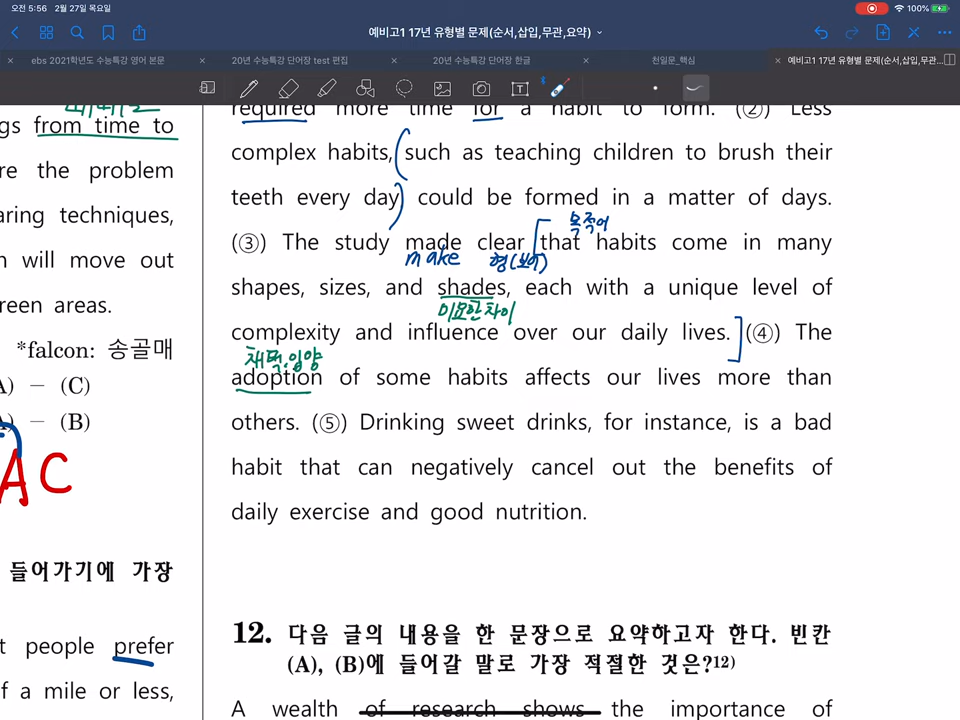 오전 5:56 2월 27일 목요일
100%
예비고1 17년 유형별 문제(순서,삽입,무관,요약)
ebs 2021학년도 수능특강 영어 본문
20년 수능특강 단어장 test 편집
20년 수능특강 단어장 한글
천일문_핵심
예비고1 17년 유형별 문제(순서,삽입,무관,요...
gs from time to
re the problem
aring techniques,
n will move out
reen areas.
*falcon: 송골매
A) – (C)
A) – (B)
A C
들어가기에 가장
t people prefer
f a mile or less,
required more time for a habit to form. (②) Less
complex habits, such as teaching children to brush their
teeth every day could be formed in a matter of days.
목적어
(③) The study made clear that habits come in many
make 형(보어)
shapes, sizes, and shades, each with a unique level of
미묘한 차이
complexity and influence over our daily lives. (④) The
채택. 입양
adoption of some habits affects our lives more than
others. (⑤) Drinking sweet drinks, for instance, is a bad
habit that can negatively cancel out the benefits of
daily exercise and good nutrition.
12. 다음 글의 내용을 한 문장으로 요약하고자 한다. 빈칸
(A), (B)에 들어갈 말로 가장 적절한 것은?12)
A wealth of research shows the importance of